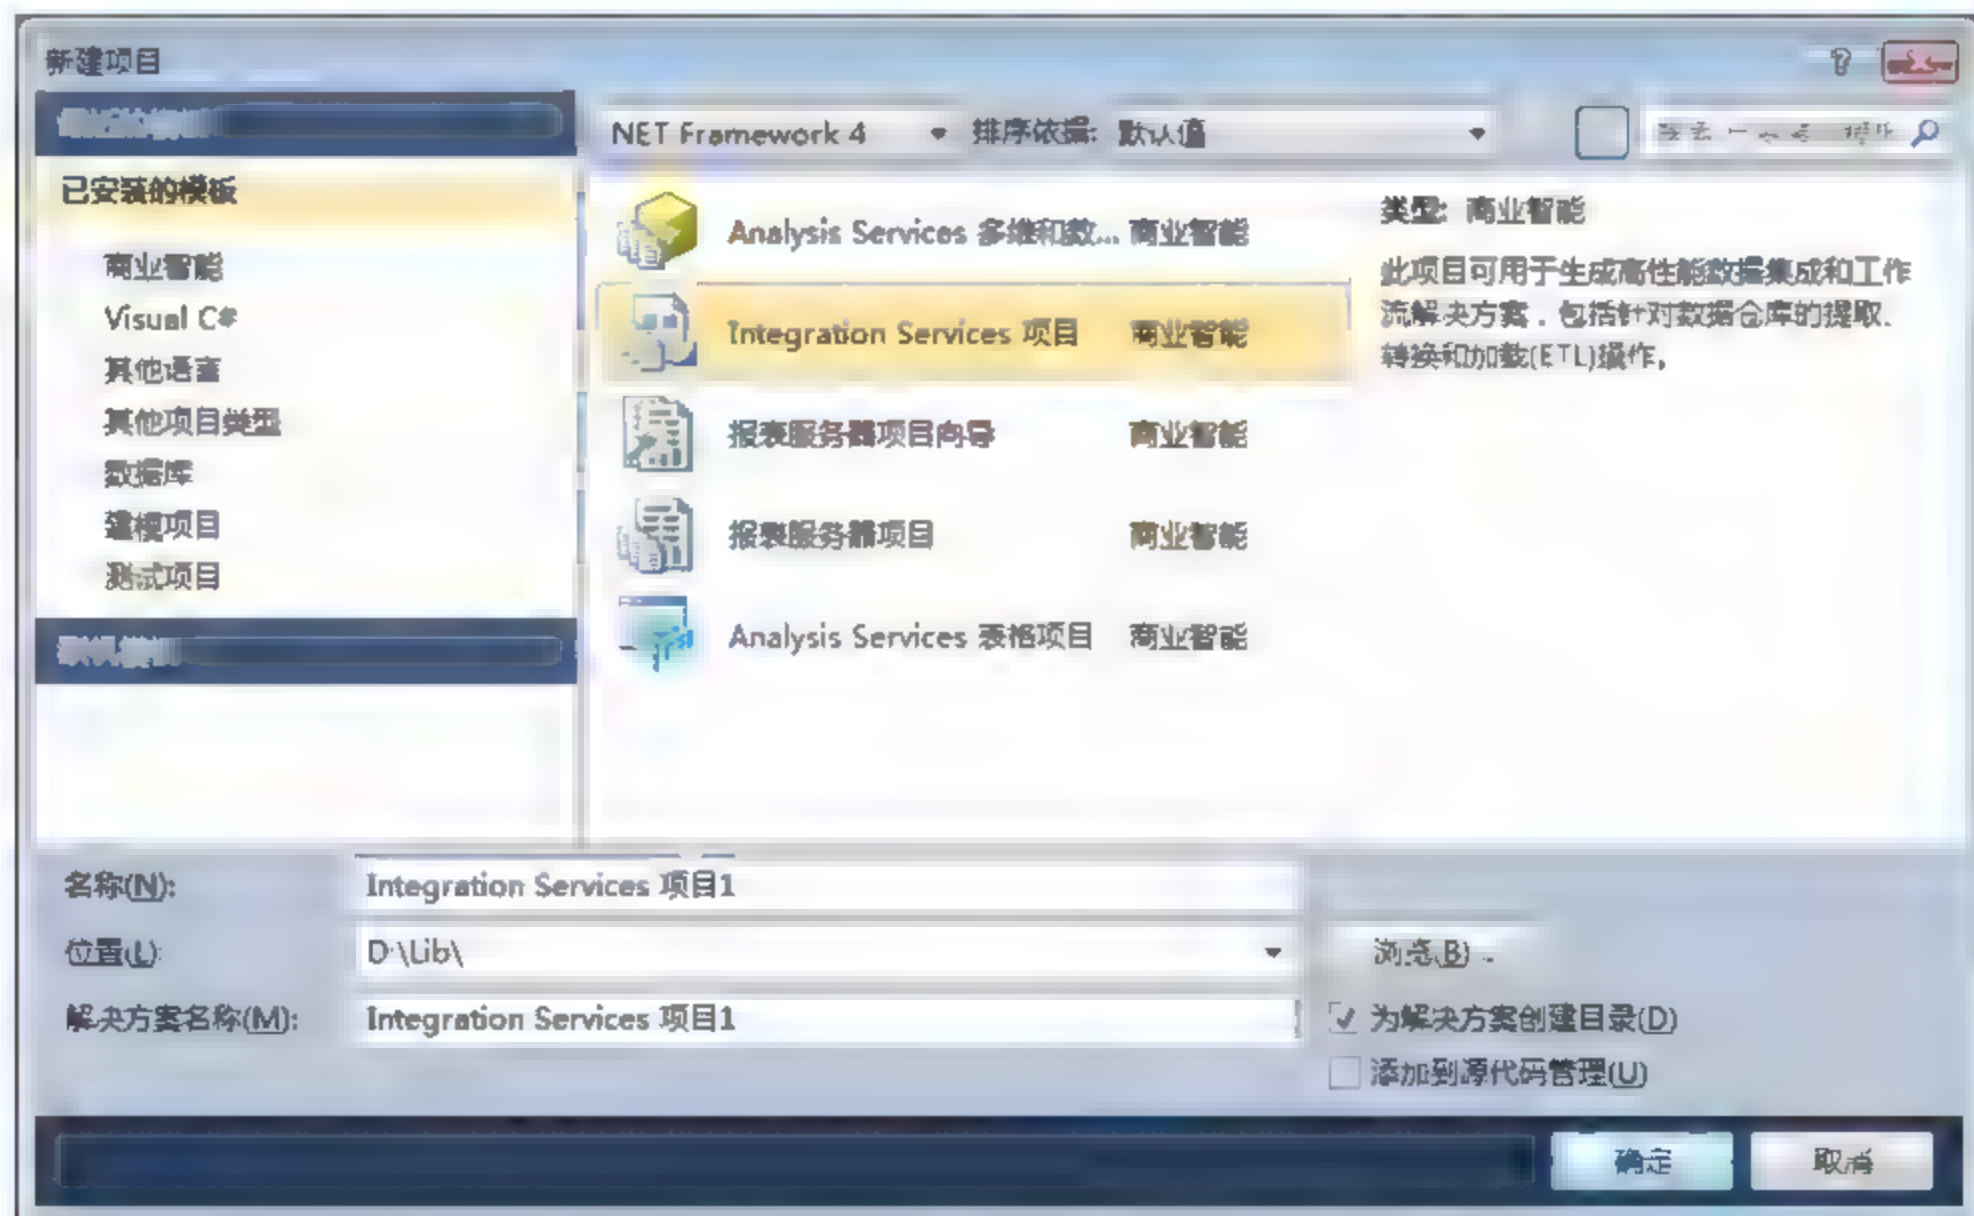 新建项目
NET Framework 4 排序依据: 默认值
已安装的模板
商业智能
Visual C#
其他语言
其他项目类型
数据库
建模项目
测试项目
Analysis Services 多维和数... 商业智能
Integration Services 项目 商业智能
报表服务器项目向导 商业智能
报表服务器项目 商业智能
Analysis Services 表格项目 商业智能
类型: 商业智能
此项目可用于生成高性能数据集成和工作
流解决方案，包括针对数据仓库的提取、
转换和加载(ETL)操作。
名称(N): Integration Services 项目1
位置(L): D:\Lib\ 浏览(B)
解决方案名称(M): Integration Services 项目1
为解决方案创建目录(D)
添加到源代码管理(U)
确定 取消